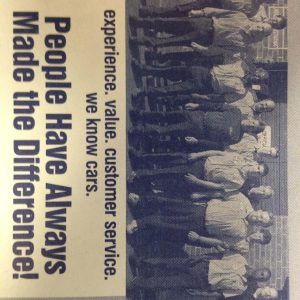 experience. value. customer service.
we know cars.
People Have Always
Made the Difference!